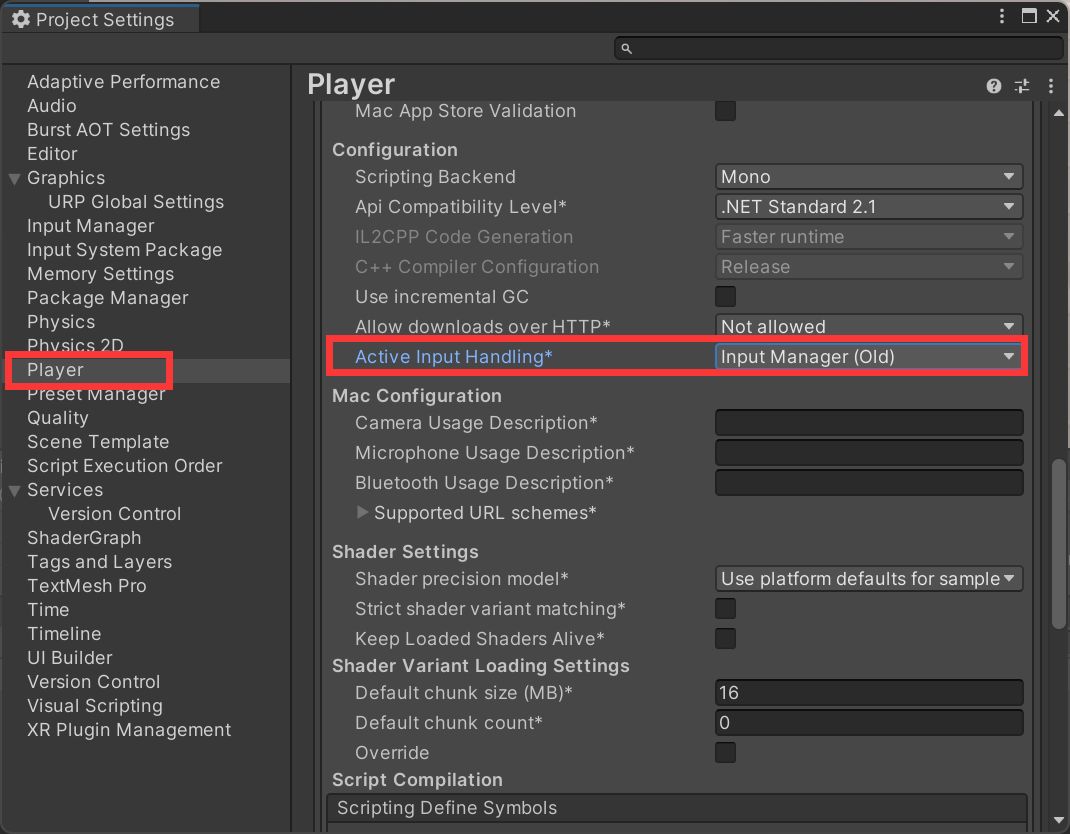 Project Settings
Adaptive Performance
Audio
Burst AOT Settings
Editor
Graphics
URP Global Settings
Input Manager
Input System Package
Memory Settings
Package Manager
Physics
Physics 2D
Player
Preset Manager
Quality
Scene Template
Script Execution Order
Services
Version Control
ShaderGraph
Tags and Layers
TextMesh Pro
Time
Timeline
UI Builder
Version Control
Visual Scripting
XR Plugin Management
Player
Mac App Store Validation
Configuration
Scripting Backend Mono
Api Compatibility Level* .NET Standard 2.1
IL2CPP Code Generation Faster runtime
C++ Compiler Configuration Release
Use incremental GC
Allow downloads over HTTP* Not allowed
Active Input Handling* Input Manager (Old)
Mac Configuration
Camera Usage Description*
Microphone Usage Description*
Bluetooth Usage Description*
Supported URL schemes*
Shader Settings
Shader precision model* Use platform defaults for sample
Strict shader variant matching*
Keep Loaded Shaders Alive*
Shader Variant Loading Settings
Default chunk size (MB)* 16
Default chunk count* 0
Override
Script Compilation
Scripting Define Symbols